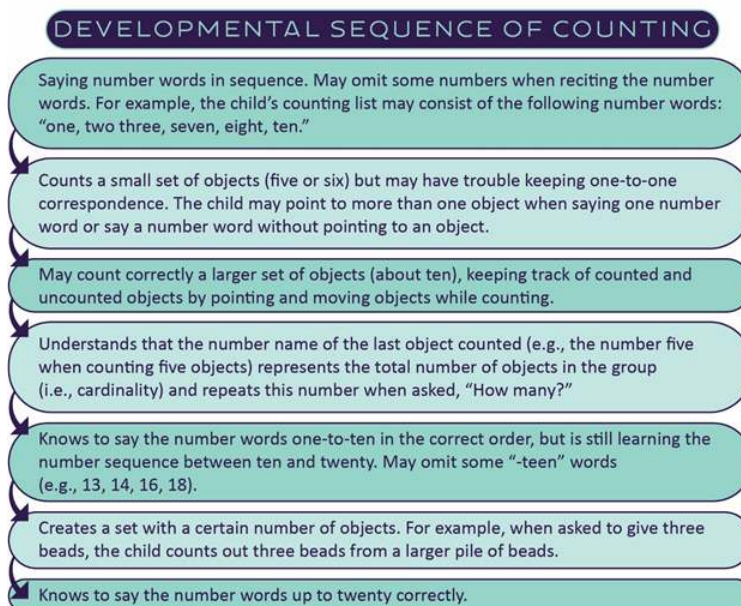 DEVELOPMENTAL SEQUENCE OF COUNTING
Saying number words in sequence. May omit some numbers when reciting the number
words. For example, the child’s counting list may consist of the following number words:
“one, two three, seven, eight, ten.”
Counts a small set of objects (five or six) but may have trouble keeping one-to-one
correspondence. The child may point to more than one object when saying one number
word or say a number word without pointing to an object.
May count correctly a larger set of objects (about ten), keeping track of counted and
uncounted objects by pointing and moving objects while counting.
Understands that the number name of the last object counted (e.g., the number five
when counting five objects) represents the total number of objects in the group
(i.e., cardinality) and repeats this number when asked, “How many?”
Knows to say the number words one-to-ten in the correct order, but is still learning the
number sequence between ten and twenty. May omit some “-teen” words
(e.g., 13, 14, 16, 18).
Creates a set with a certain number of objects. For example, when asked to give three
beads, the child counts out three beads from a larger pile of beads.
Knows to say the number words up to twenty correctly.